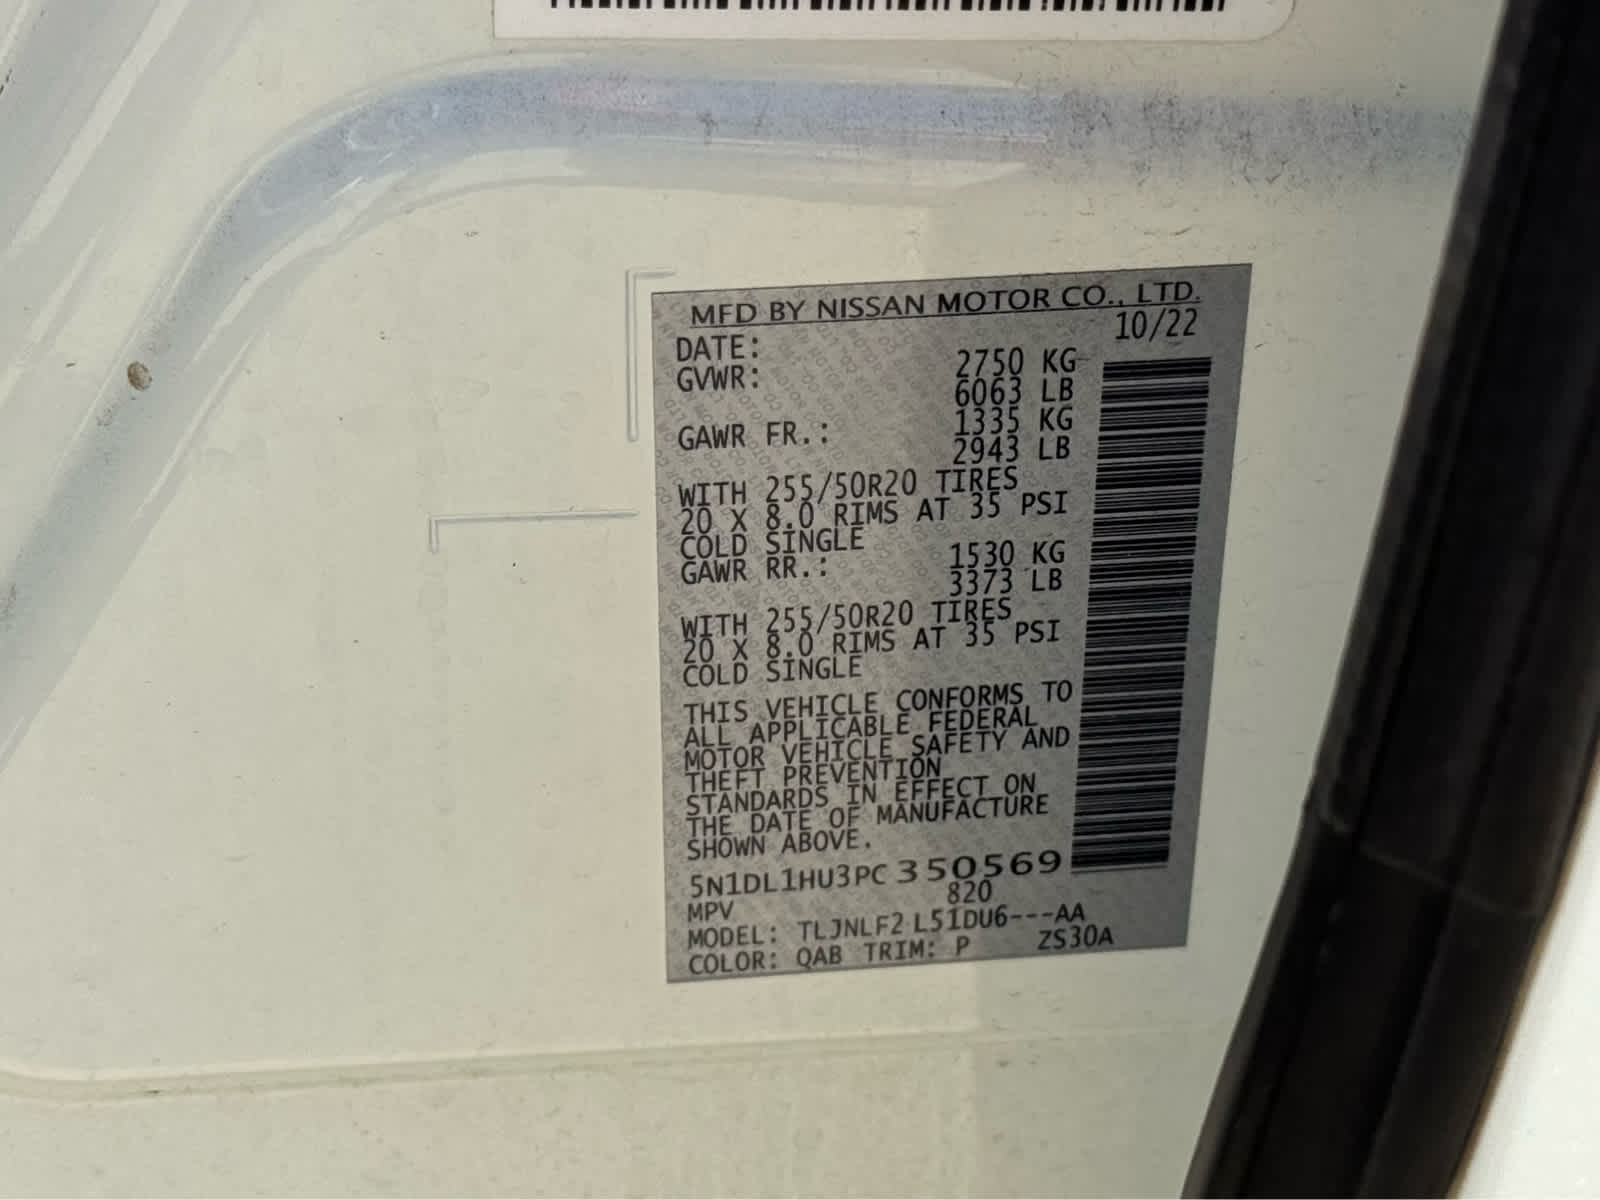 MFD BY NISSAN MOTOR CO., LTD.
DATE: 10/22
GVWR: 2750 KG
6063 LB
GAWR FR.: 1335 KG
2943 LB
WITH 255/50R20 TIRES
20 X 8.0 RIMS AT 35 PSI
COLD SINGLE
GAWR RR.: 1530 KG
3373 LB
WITH 255/50R20 TIRES
20 X 8.0 RIMS AT 35 PSI
COLD SINGLE
THIS VEHICLE CONFORMS TO
ALL APPLICABLE FEDERAL
MOTOR VEHICLE SAFETY AND
THEFT PREVENTION
STANDARDS IN EFFECT ON
THE DATE OF MANUFACTURE
SHOWN ABOVE.
5N1DL1HU3PC350569
MPV 820
MODEL: TLJNLF2 L51DU6---AA
COLOR: QAB TRIM: P ZS30A